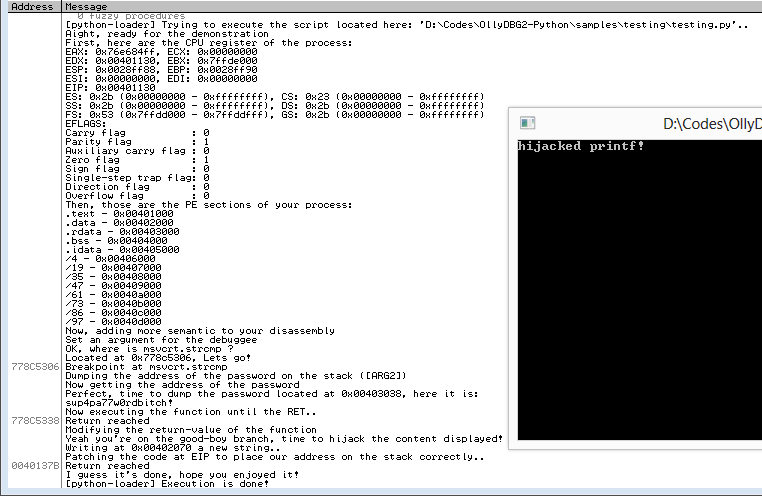 Address Message
0 fuzzy procedures
[python-loader] Trying to execute the script located here: 'D:\Codes\OllyDBG2-Python\samples\testing\testing.py'..
Aight, ready for the demonstration
First, here are the CPU register of the process:
EAX: 0x76e684ff, ECX: 0x00000000
EDX: 0x00401130, EBX: 0x7ffde000
ESP: 0x0028ff88, EBP: 0x0028ff90
ESI: 0x00000000, EDI: 0x00000000
EIP: 0x00401130
ES: 0x2b (0x00000000 - 0xffffffff), CS: 0x23 (0x00000000 - 0xffffffff)
SS: 0x2b (0x00000000 - 0xffffffff), DS: 0x2b (0x00000000 - 0xffffffff)
FS: 0x53 (0x7ffdd000 - 0x7ffddfff), GS: 0x2b (0x00000000 - 0xffffffff)
EFLAGS:
Carry flag : 0
Parity flag : 1
Auxiliary carry flag : 0
Zero flag : 1
Sign flag : 0
Single-step trap flag: 0
Direction flag : 0
Overflow flag : 0
Then, those are the PE sections of your process:
.text - 0x00401000
.data - 0x00402000
.rdata - 0x00403000
.bss - 0x00404000
.idata - 0x00405000
/4 - 0x00406000
/19 - 0x00407000
/35 - 0x00408000
/47 - 0x00409000
/61 - 0x0040a000
/73 - 0x0040b000
/86 - 0x0040c000
/97 - 0x0040d000
Now, adding more semantic to your disassembly
Set an argument for the debuggee
OK, where is msvcrt.strcmp ?
Located at 0x778c5306, Lets go!
778C5306 Breakpoint at msvcrt.strcmp
Dumping the address of the password on the stack ([ARG2])
Now getting the address of the password
Perfect, time to dump the password located at 0x00403038, here it is:
sup4pa77w0rdbitch!
Now executing the function until the RET..
778C5338 Return reached
Modifying the return-value of the function
Yeah you're on the good-boy branch, time to hijack the content displayed!
Writing at 0x00402070 a new string..
Patching the code at EIP to place our address on the stack correctly..
0040137B Return reached
I guess it's done, hope you enjoyed it!
[python-loader] Execution is done!
D:\Codes\OllyD
hijacked printf!